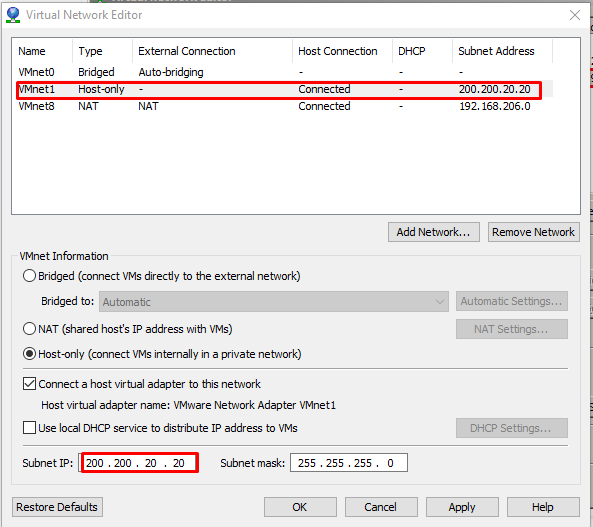 Virtual Network Editor
Name Type External Connection Host Connection DHCP Subnet Address
VMnet0 Bridged Auto-bridging - - -
VMnet1 Host-only - Connected - 200.200.20.20
VMnet8 NAT NAT Connected - 192.168.206.0
Add Network... Remove Network
VMnet Information
Bridged (connect VMs directly to the external network)
Bridged to: Automatic Automatic Settings...
NAT (shared host's IP address with VMs) NAT Settings...
Host-only (connect VMs internally in a private network)
Connect a host virtual adapter to this network
Host virtual adapter name: VMware Network Adapter VMnet1
Use local DHCP service to distribute IP address to VMs DHCP Settings...
Subnet IP: 200 . 200 . 20 . 20 Subnet mask: 255 . 255 . 255 . 0
Restore Defaults OK Cancel Apply Help